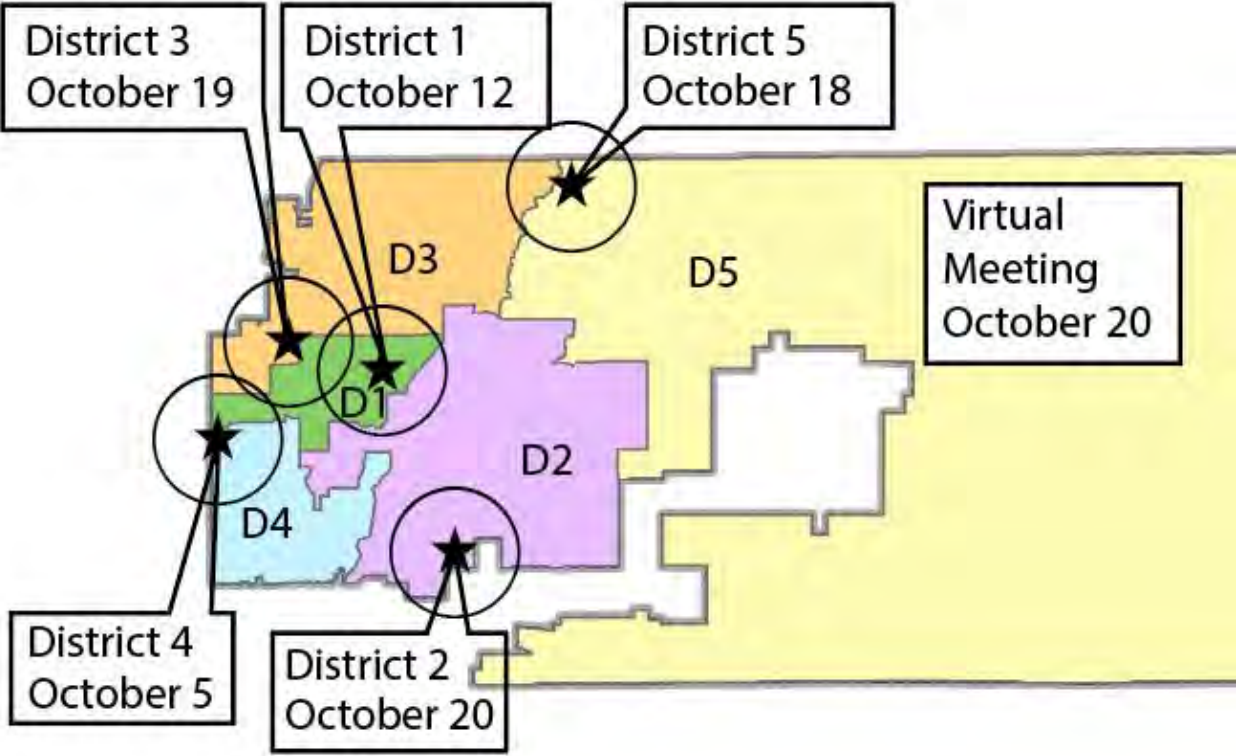 District 3
October 19
District 1
October 12
District 5
October 18
Virtual
Meeting
October 20
D3
D5
D1
D2
D4
District 4
October 5
District 2
October 20